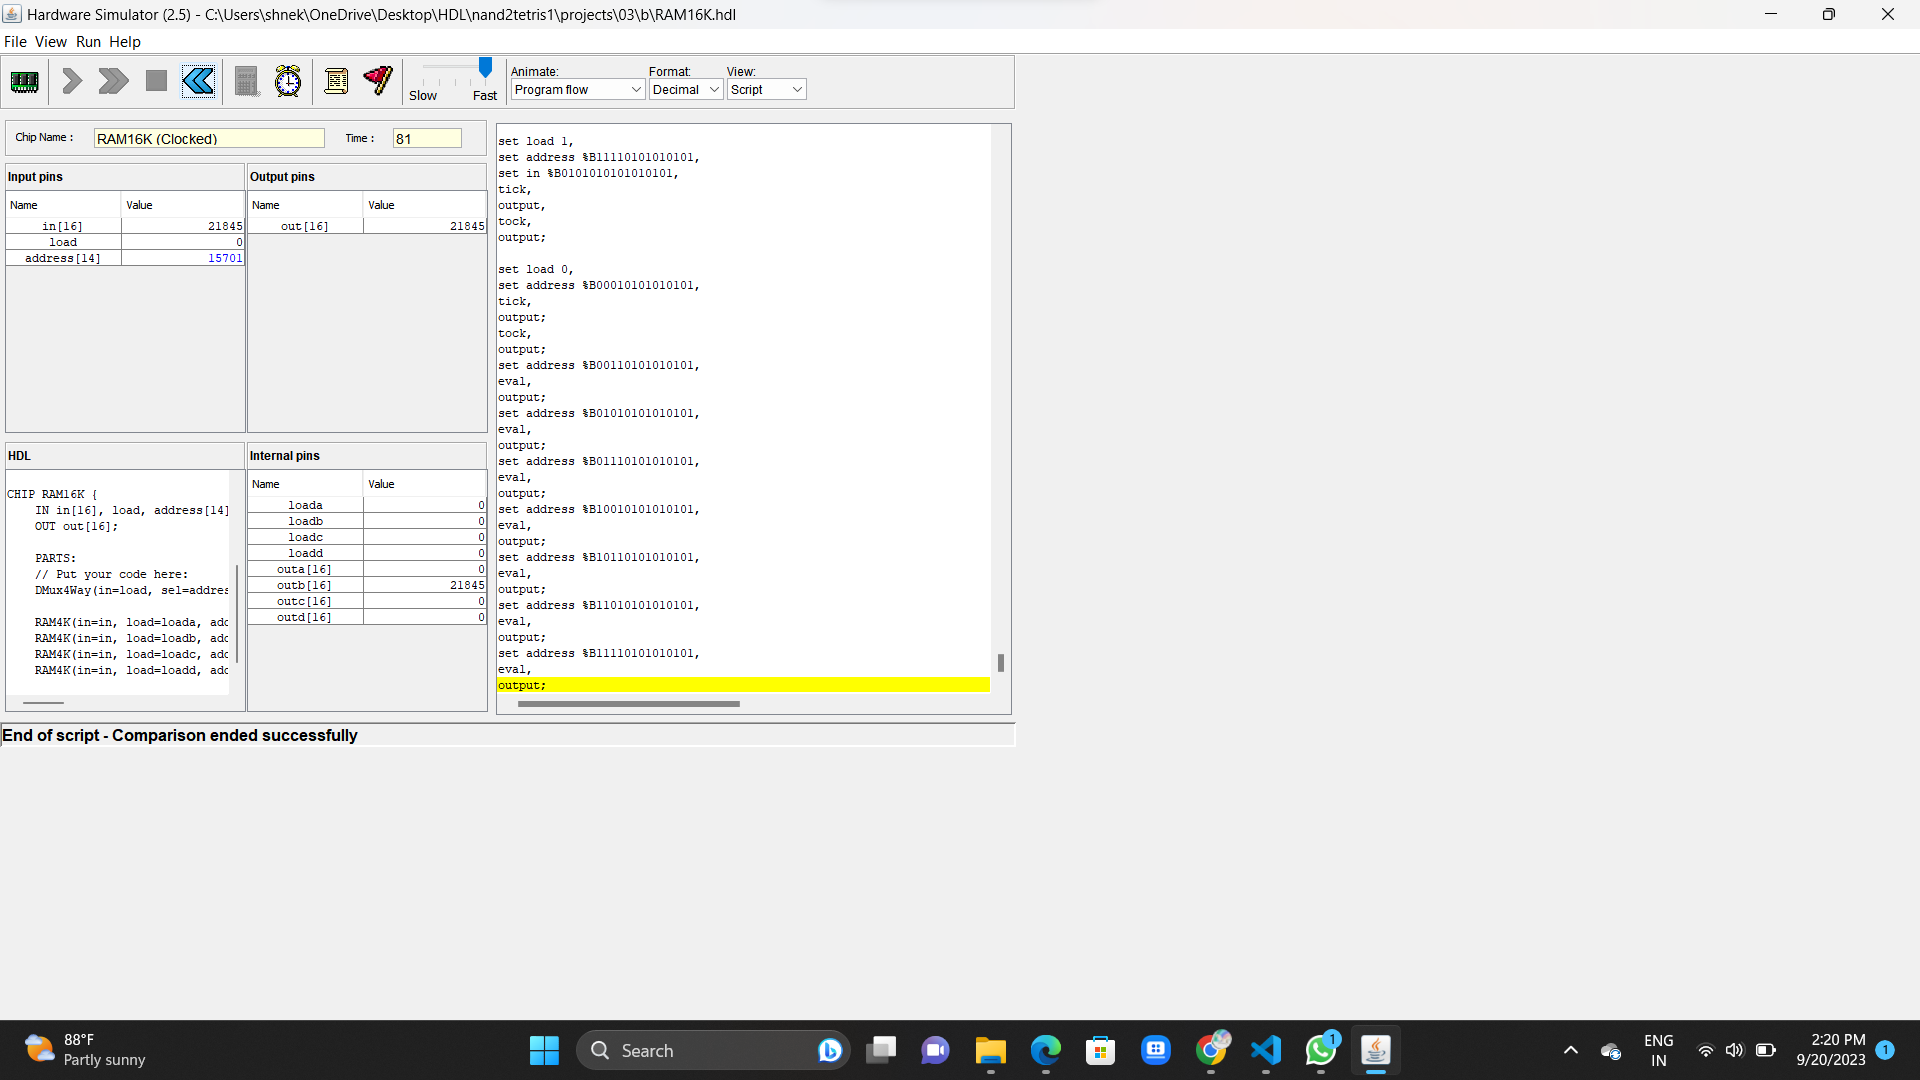 Hardware Simulator (2.5) - C:\Users\shnek\OneDrive\Desktop\HDL\nand2tetris1\projects\03\b\RAM16K.hdl
File View Run Help
Slow Fast
Animate: Format: View:
Program flow Decimal Script
Chip Name : RAM16K (Clocked) Time : 81
Input pins
Name Value
in[16] 21845
load 0
address[14] 15701
Output pins
Name Value
out[16] 21845
HDL
CHIP RAM16K {
IN in[16], load, address[14]
OUT out[16];
PARTS:
// Put your code here:
DMux4Way(in=load, sel=addres
RAM4K(in=in, load=loada, add
RAM4K(in=in, load=loadb, add
RAM4K(in=in, load=loadc, add
RAM4K(in=in, load=loadd, add
Internal pins
Name Value
loada 0
loadb 0
loadc 0
loadd 0
outa[16] 0
outb[16] 21845
outc[16] 0
outd[16] 0
set load 1,
set address %B11110101010101,
set in %B0101010101010101,
tick,
output,
tock,
output;
set load 0,
set address %B00010101010101,
tick,
output;
tock,
output;
set address %B00110101010101,
eval,
output;
set address %B01010101010101,
eval,
output;
set address %B01110101010101,
eval,
output;
set address %B10010101010101,
eval,
output;
set address %B10110101010101,
eval,
output;
set address %B11010101010101,
eval,
output;
set address %B11110101010101,
eval,
output;
End of script - Comparison ended successfully
88°F
Partly sunny
Search
1
ENG
IN
2:20 PM
9/20/2023
1